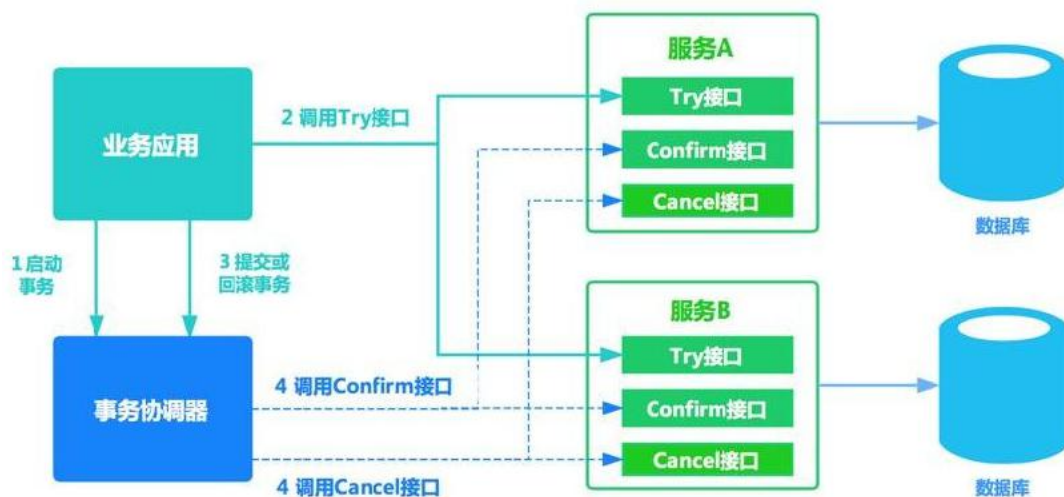 服务A
Try接口
2 调用Try接口
业务应用
Confirm接口
Cancel接口
数据库
1 启动
事务
3 提交或
回滚事务
服务B
Try接口
4 调用Confirm接口
事务协调器
Confirm接口
Cancel接口
4 调用Cancel接口
数据库